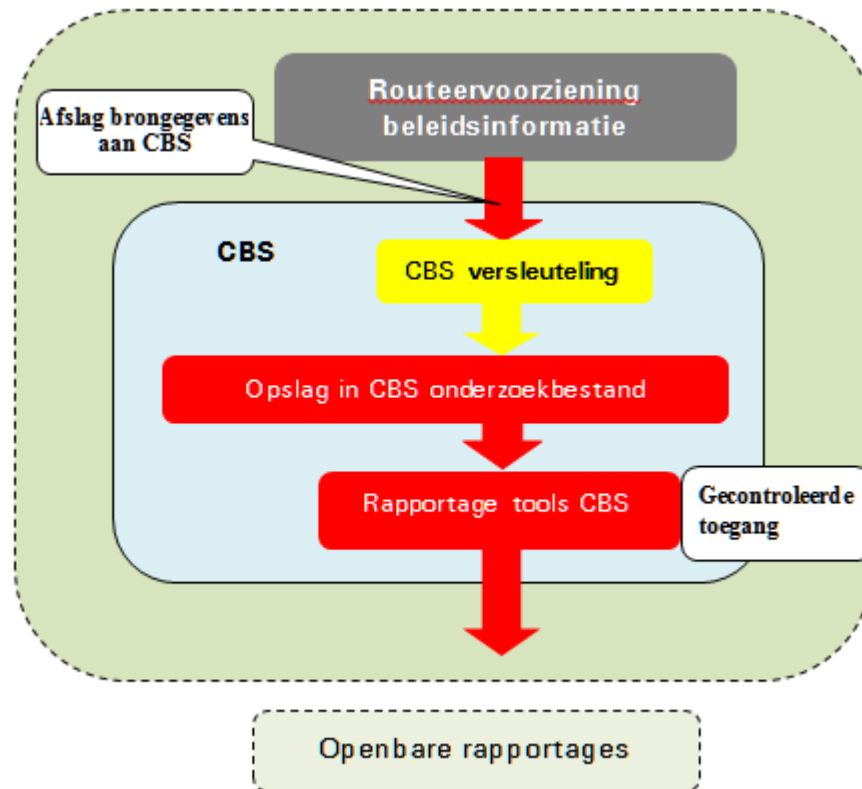 Routeervoorziening
beleidsinformatie
Afslag brongegevens
aan CBS
CBS
CBS versleuteling
Opslag in CBS onderzoekbestand
Rapportage tools CBS
Gecontroleerde
toegang
Openbare rapportages